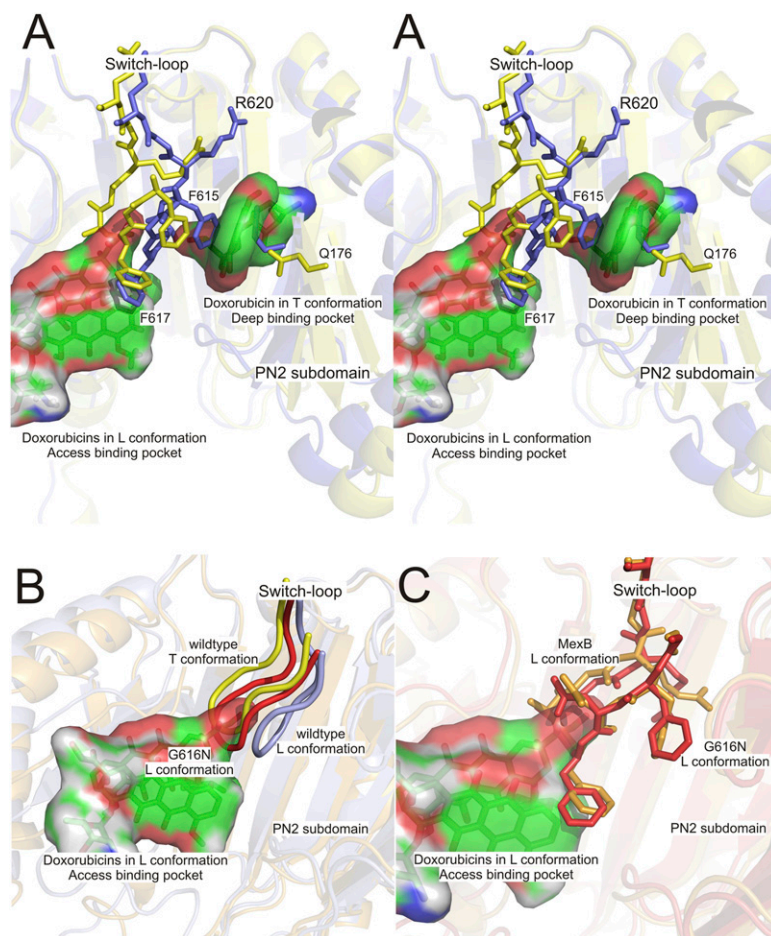 A
Switch-loop
R620
F615
Q176
Doxorubicin in T conformation
Deep binding pocket
F617
PN2 subdomain
Doxorubicins in L conformation
Access binding pocket
A
Switch-loop
R620
F615
Q176
Doxorubicin in T conformation
Deep binding pocket
F617
PN2 subdomain
Doxorubicins in L conformation
Access binding pocket
B
Switch-loop
wildtype
T conformation
G616N
L conformation
wildtype
L conformation
PN2 subdomain
Doxorubicins in L conformation
Access binding pocket
C
Switch-loop
MexB
L conformation
G616N
L conformation
PN2 subdomain
Doxorubicins in L conformation
Access binding pocket